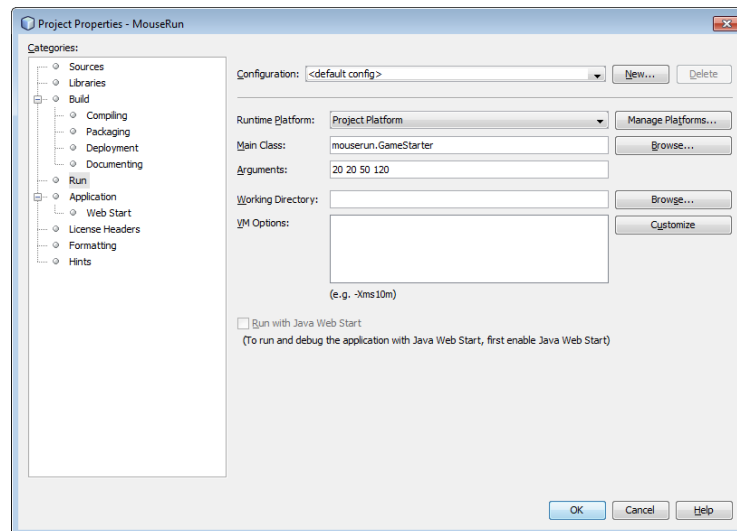 Project Properties - MouseRun
Categories:
Sources
Libraries
Build
Compiling
Packaging
Deployment
Documenting
Run
Application
Web Start
License Headers
Formatting
Hints
Configuration: <default config> New... Delete
Runtime Platform: Project Platform Manage Platforms...
Main Class: mouserun.GameStarter Browse...
Arguments: 20 20 50 120
Working Directory: Browse...
VM Options: Customize
(e.g. -Xms10m)
Run with Java Web Start
(To run and debug the application with Java Web Start, first enable Java Web Start)
OK Cancel Help